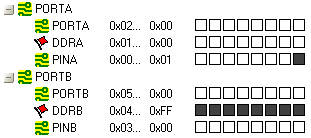 PORTA
PORTA 0x02... 0x00
DDRA 0x01... 0x00
PINA 0x00... 0x01
PORTB
PORTB 0x05... 0x00
DDRB 0x04... 0xFF
PINB 0x03... 0x00